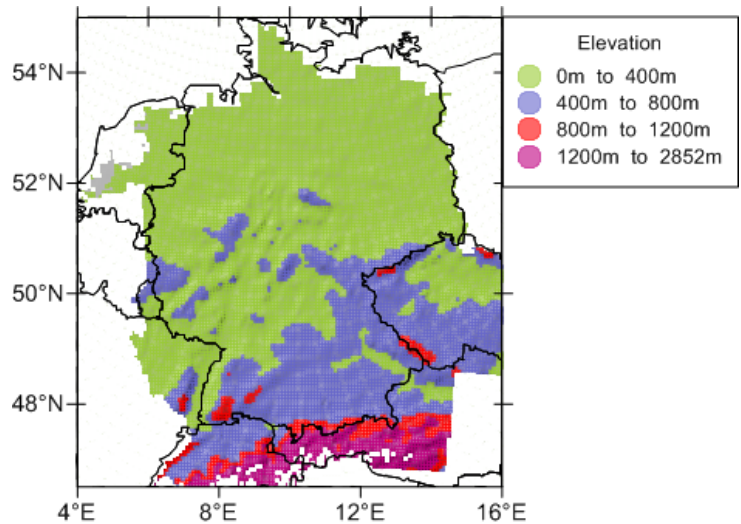 54°N
52°N
50°N
48°N
4°E
8°E
12°E
16°E
Elevation
0m to 400m
400m to 800m
800m to 1200m
1200m to 2852m